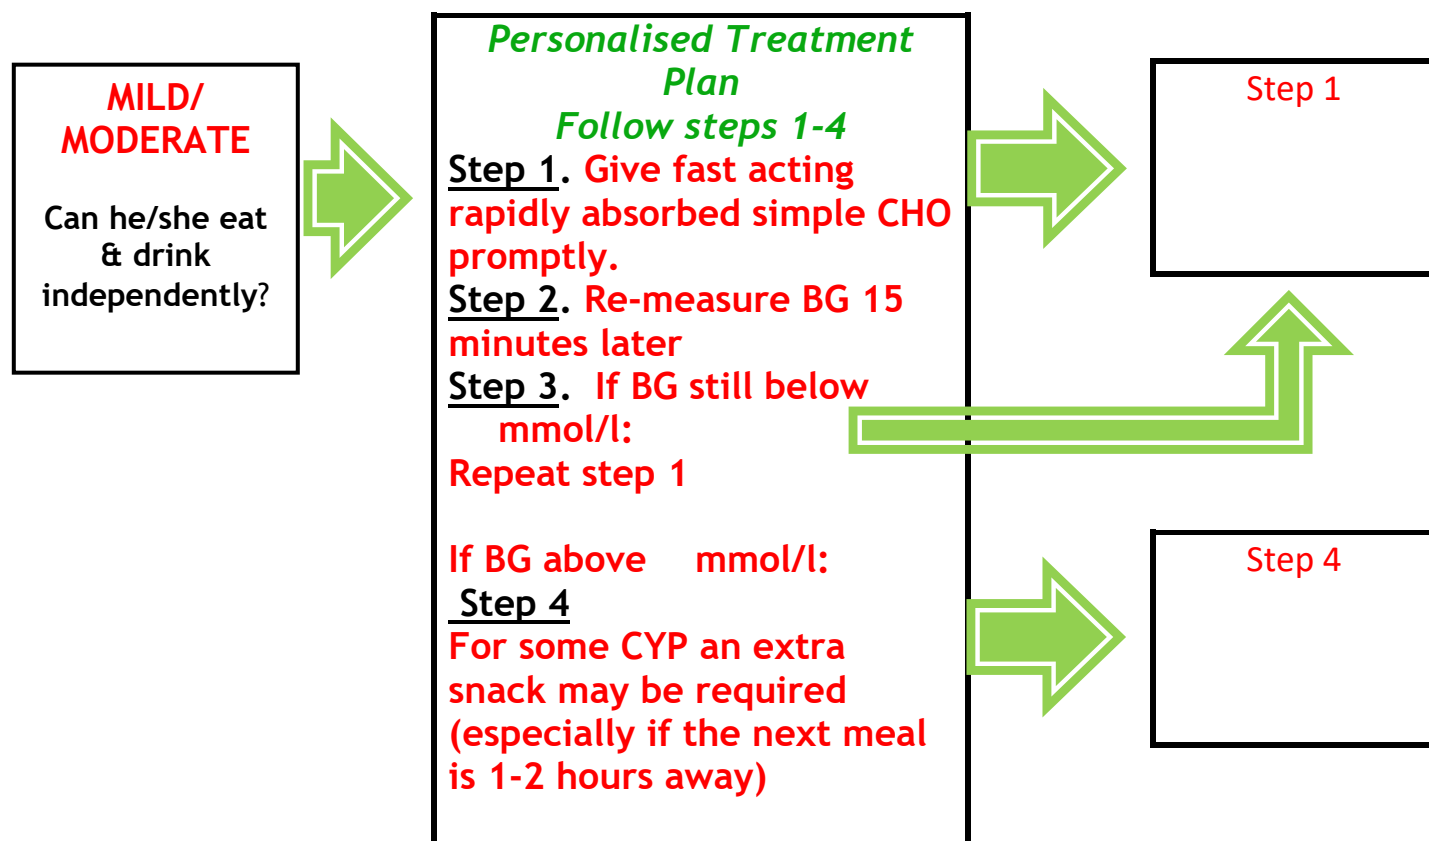 MILD/
MODERATE
Can he/she eat
& drink
independently?
Personalised Treatment
Plan
Follow steps 1-4
Step 1. Give fast acting
rapidly absorbed simple CHO
promptly.
Step 2. Re-measure BG 15
minutes later
Step 3. If BG still below
mmol/l:
Repeat step 1
If BG above mmol/l:
Step 4
For some CYP an extra
snack may be required
(especially if the next meal
is 1-2 hours away)
Step 1
Step 4